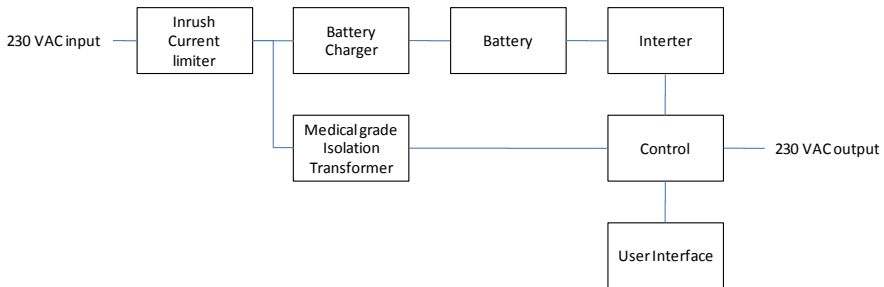 230 VAC input
Inrush
Current
limiter
Battery
Charger
Battery
Interter
Medical grade
Isolation
Transformer
Control
230 VAC output
User Interface